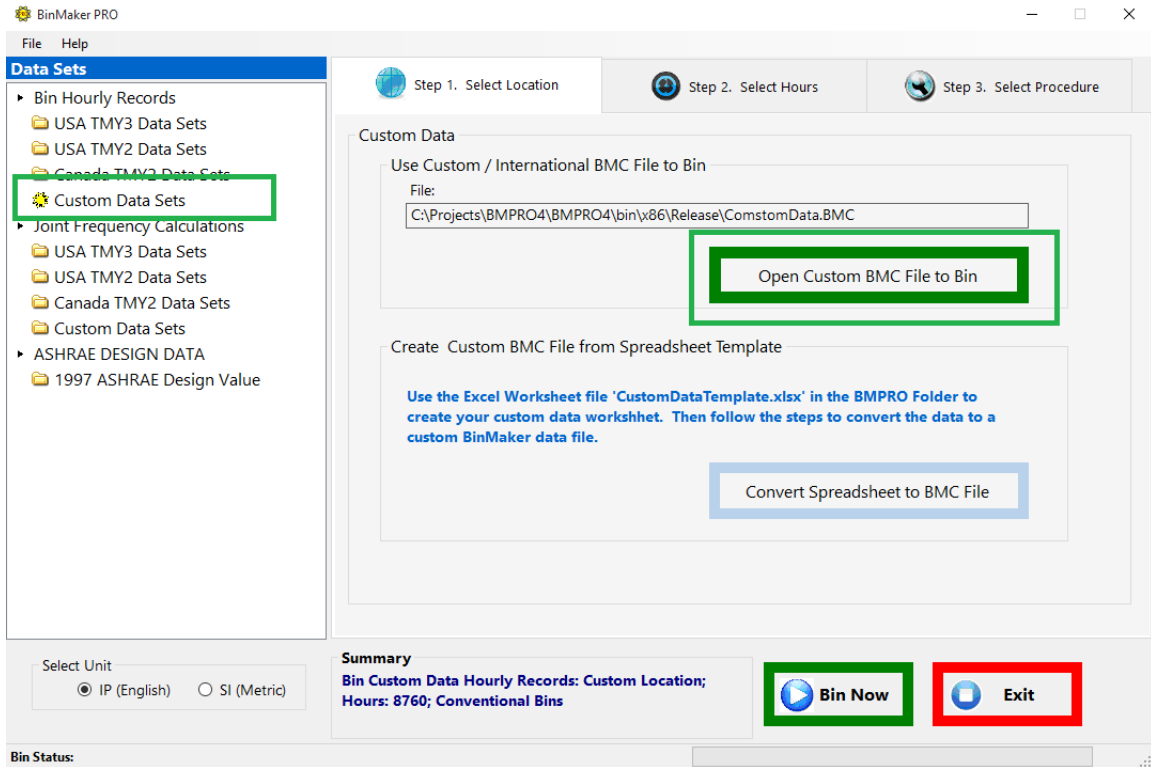 BinMaker PRO
File Help
Data Sets
Bin Hourly Records
USA TMY3 Data Sets
USA TMY2 Data Sets
Canada TMY2 Data Sets
Custom Data Sets
Joint Frequency Calculations
USA TMY3 Data Sets
USA TMY2 Data Sets
Canada TMY2 Data Sets
Custom Data Sets
ASHRAE DESIGN DATA
1997 ASHRAE Design Value
Step 1. Select Location
Step 2. Select Hours
Step 3. Select Procedure
Custom Data
Use Custom / International BMC File to Bin
File:
C:\Projects\BMPRO4\BMPRO4\bin\x86\Release\ComstomData.BMC
Open Custom BMC File to Bin
Create Custom BMC File from Spreadsheet Template
Use the Excel Worksheet file 'CustomDataTemplate.xlsx' in the BMPRO Folder to
create your custom data workshhet. Then follow the steps to convert the data to a
custom BinMaker data file.
Convert Spreadsheet to BMC File
Select Unit
IP (English) SI (Metric)
Summary
Bin Custom Data Hourly Records: Custom Location;
Hours: 8760; Conventional Bins
Bin Now
Exit
Bin Status: